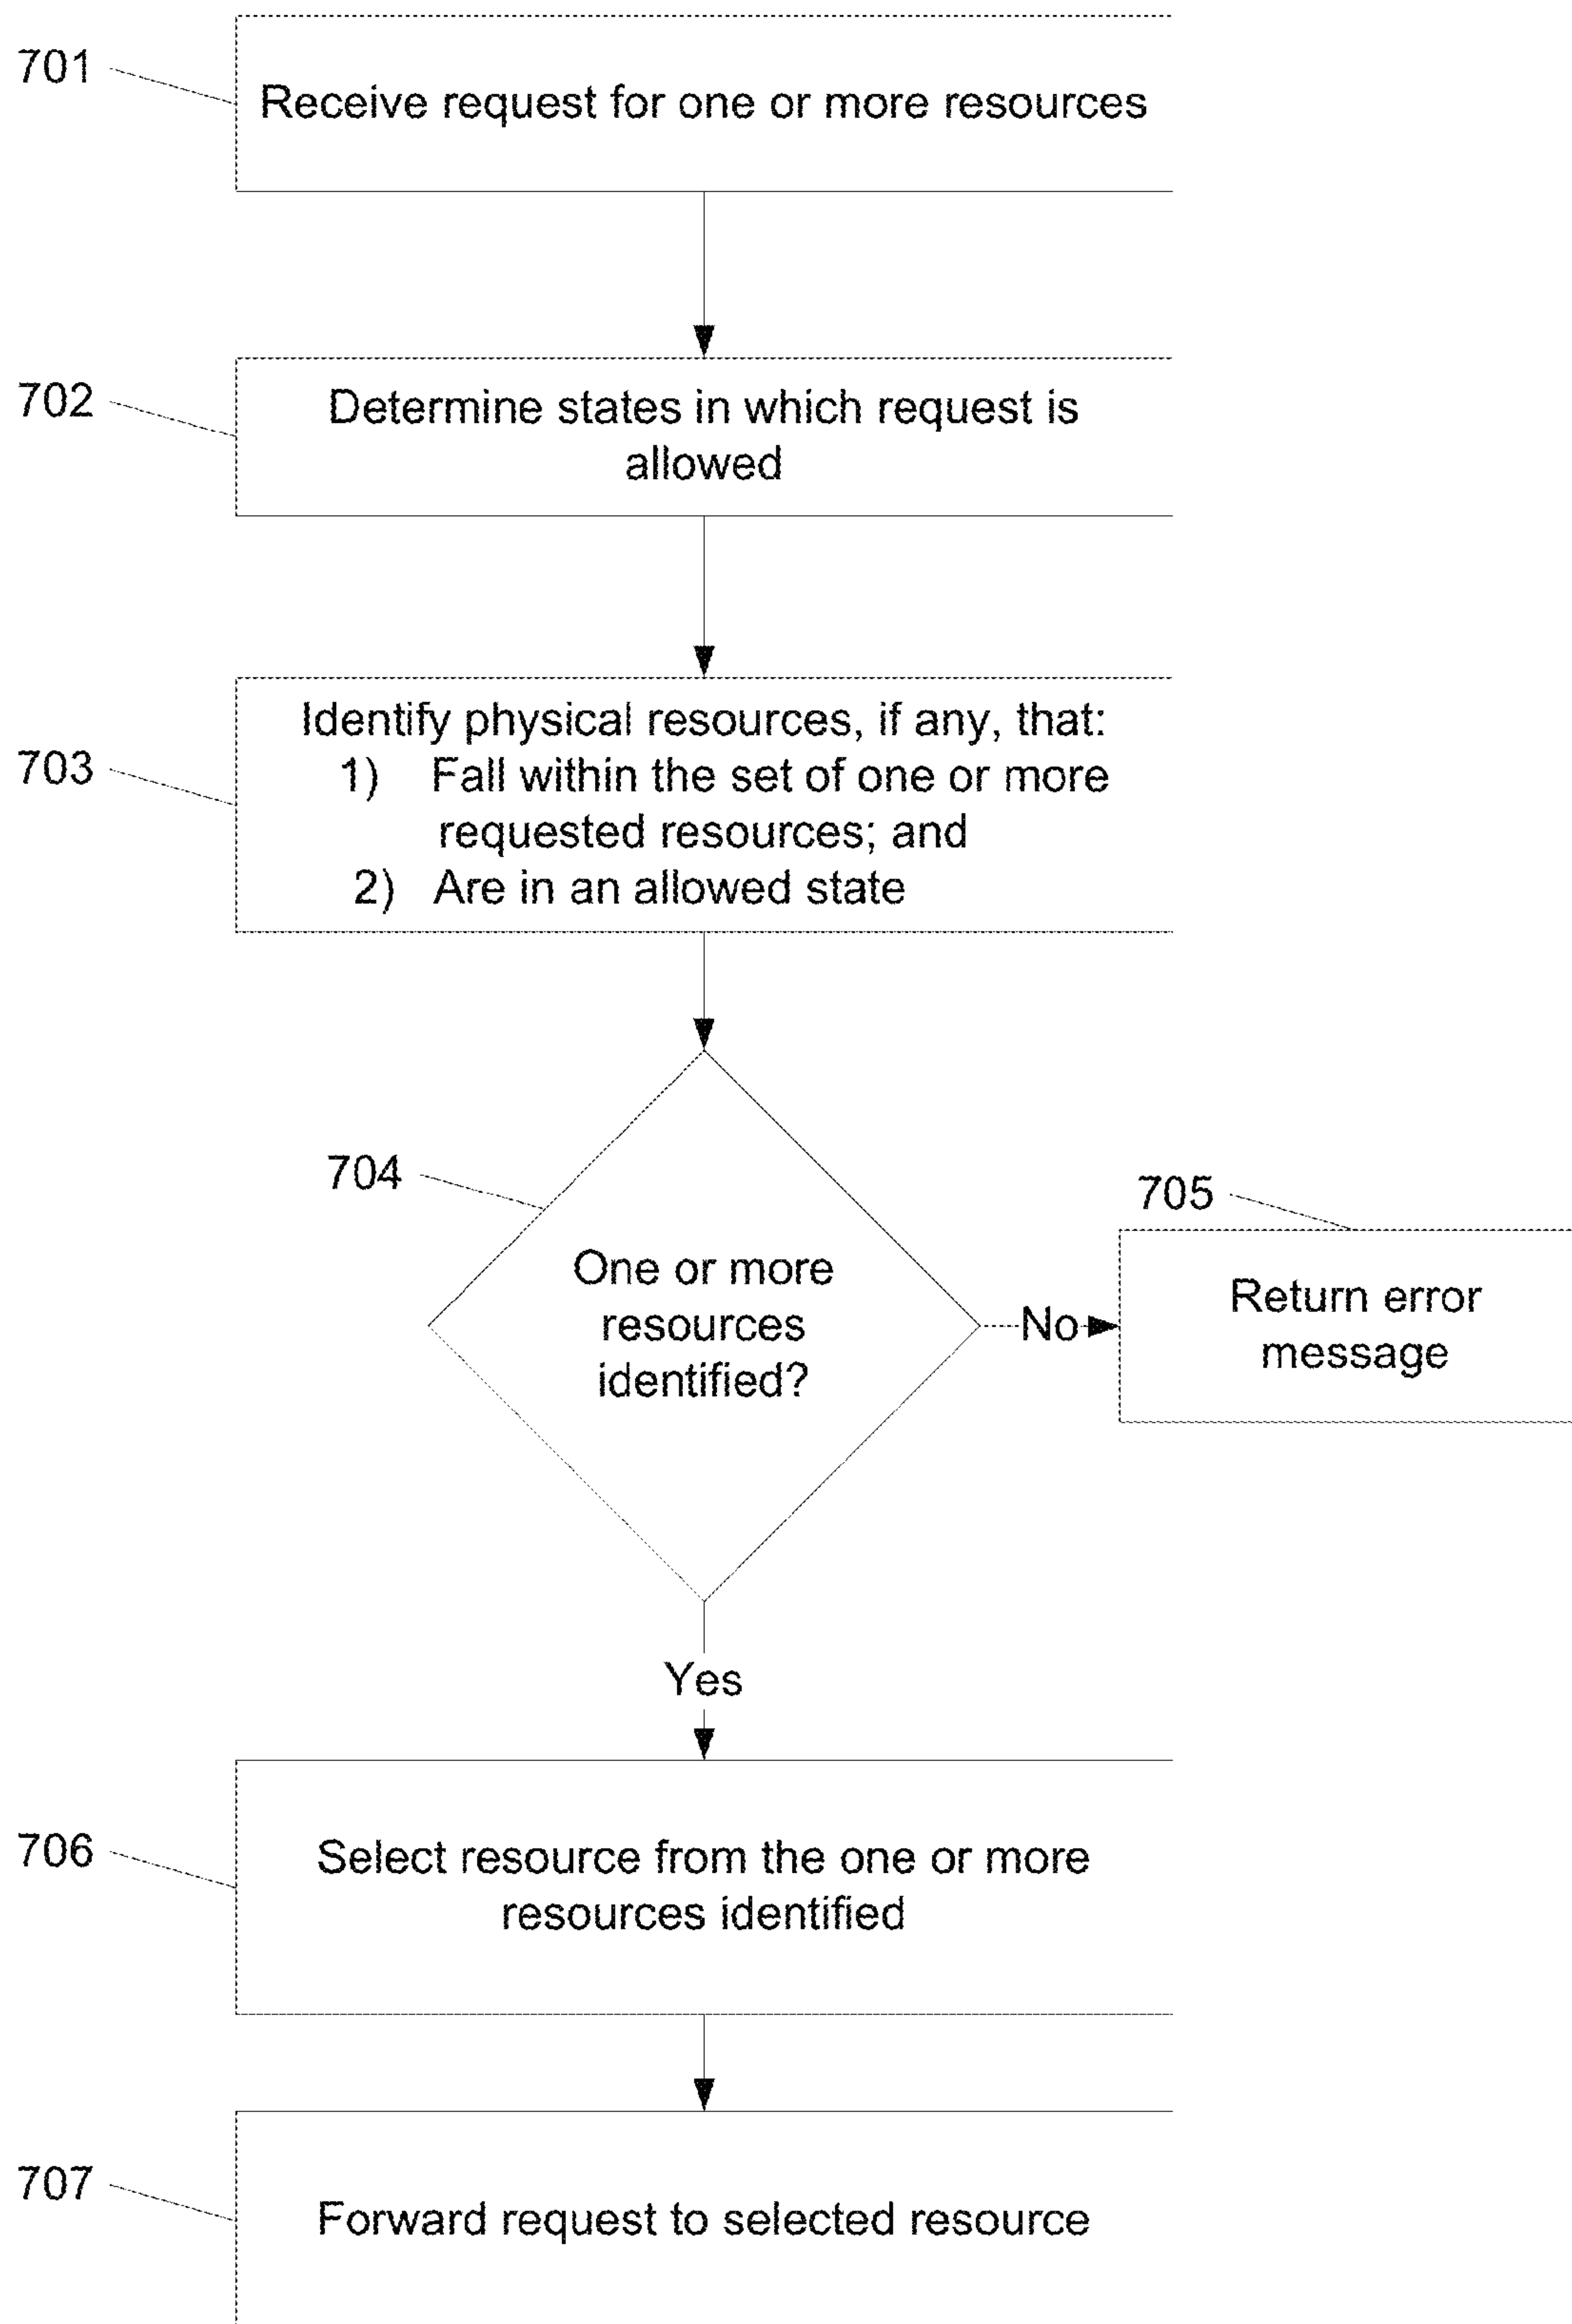 701
Receive request for one or more resources
702
Determine states in which request is
allowed
703
Identify physical resources, if any, that:
1) Fall within the set of one or more
requested resources; and
2) Are in an allowed state
704
One or more
resources
identified?
No
705
Return error
message
Yes
706
Select resource from the one or more
resources identified
707
Forward request to selected resource